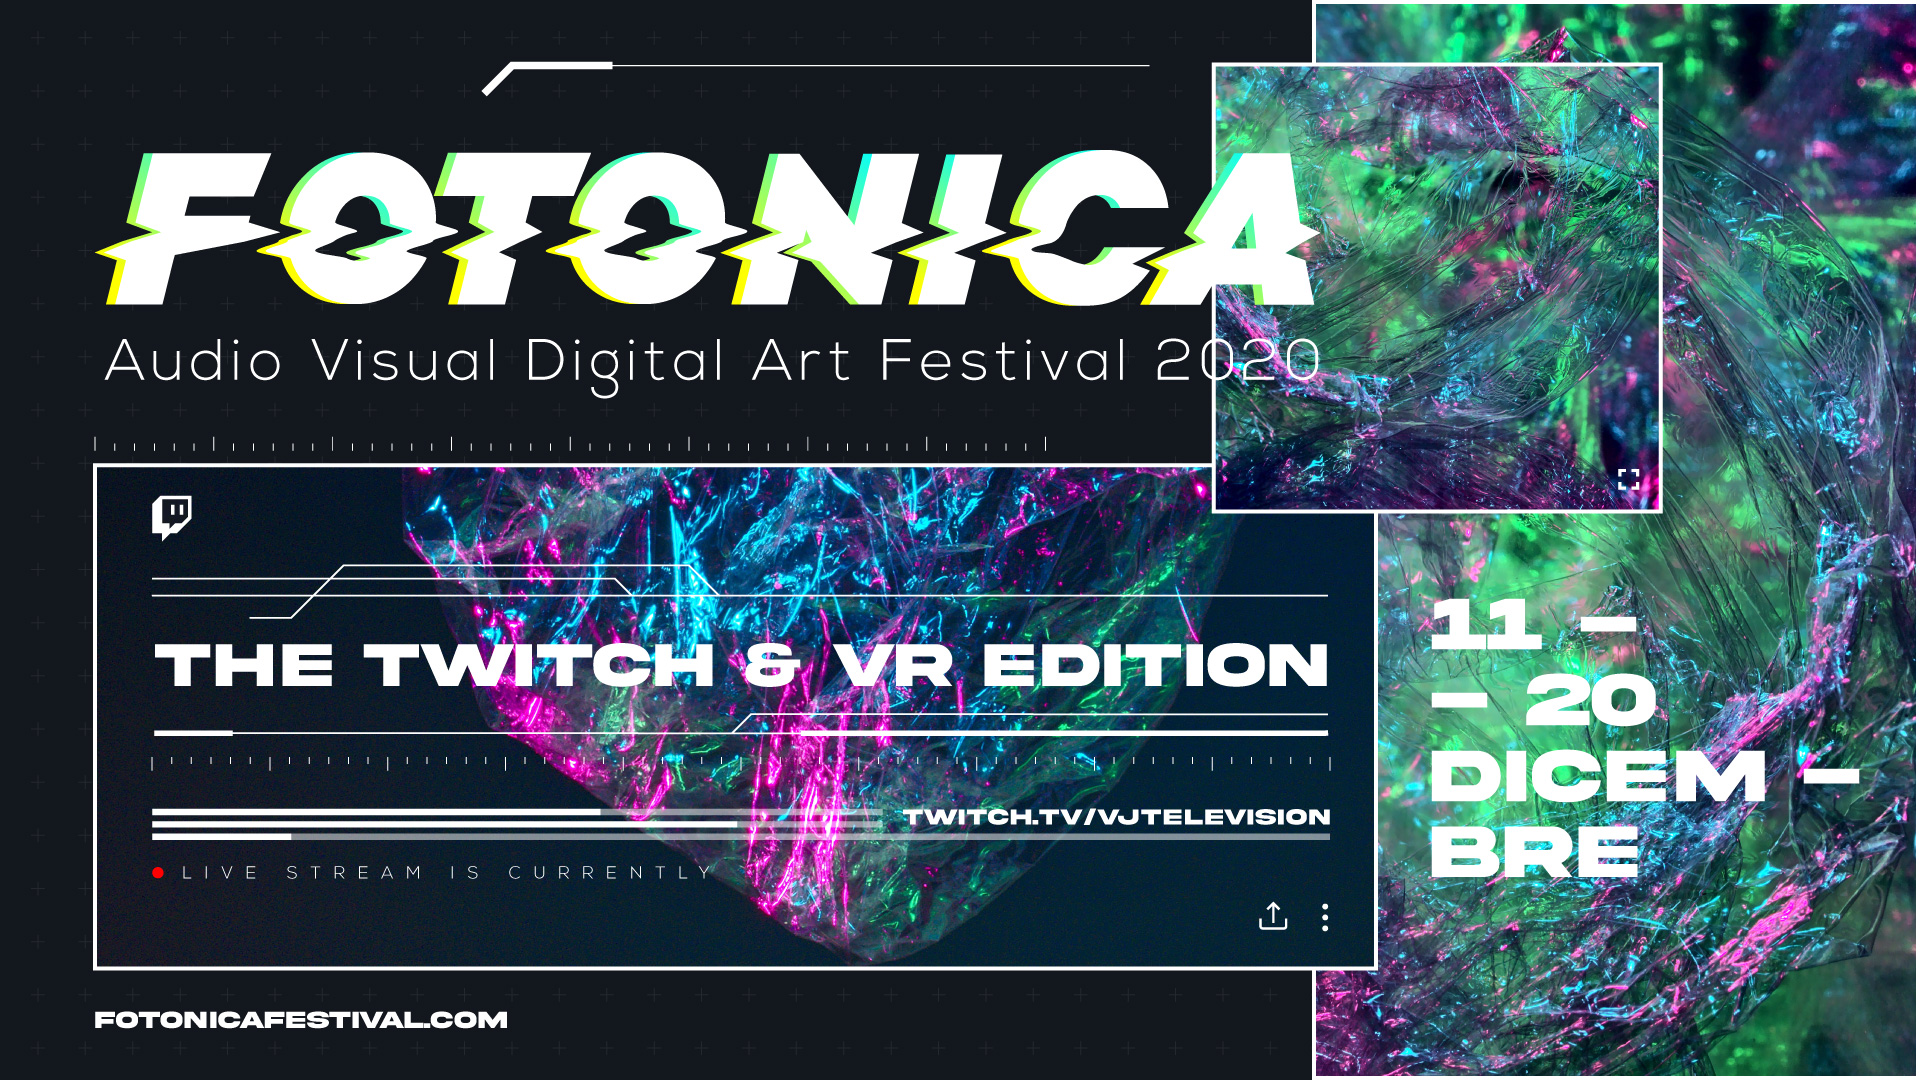 FOTONICA
Audio Visual Digital Art Festival 2020
THE TWITCH & VR EDITION
TWITCH.TV/VJTELEVISION
LIVE STREAM IS CURRENTLY
11 –
– 20
DICEM –
BRE
FOTONICAFESTIVAL.COM